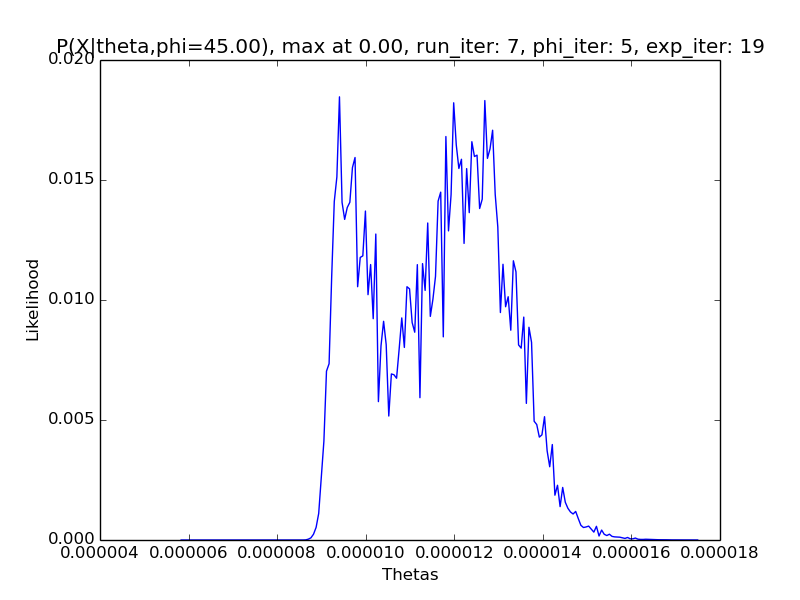 P(X|theta,phi=45.00), max at 0.00, run_iter: 7, phi_iter: 5, exp_iter: 19
0.020
0.015
0.010
0.005
0.000
Likelihood
0.000004 0.000006 0.000008 0.000010 0.000012 0.000014 0.000016 0.000018
Thetas